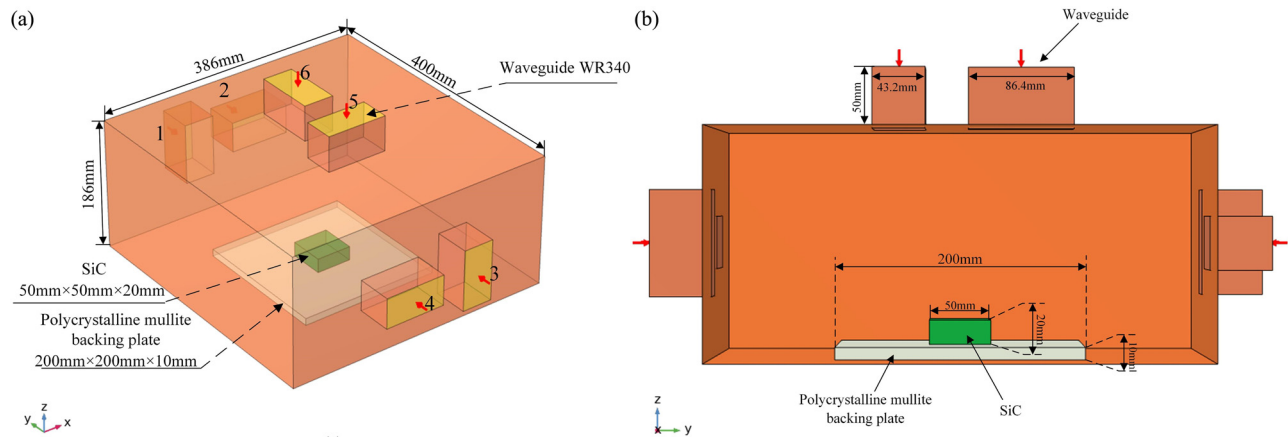 (a)
386mm
400mm
Waveguide WR340
6
2
5
1
186mm
SiC
50mm×50mm×20mm
3
4
Polycrystalline mullite
backing plate
200mm×200mm×10mm
z
y
x
(b)
Waveguide
50mm
43.2mm
86.4mm
200mm
50mm
20mm
10mm
Polycrystalline mullite
backing plate
SiC
z
x
y